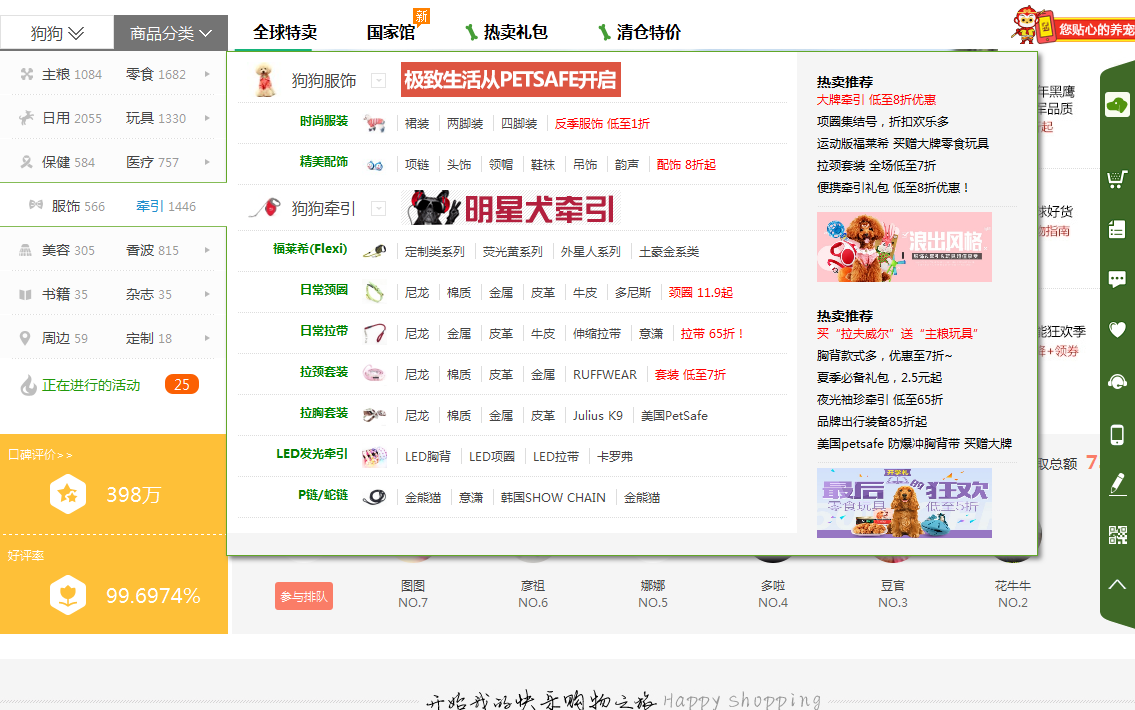 狗狗 商品分类 全球特卖 国家馆 新 热卖礼包 清仓特价 您贴心的养宠
主粮 1084 零食 1682
日用 2055 玩具 1330
保健 584 医疗 757
服饰 566 牵引 1446
美容 305 香波 815
书籍 35 杂志 35
周边 59 定制 18
正在进行的活动 25
口碑评价>>
398万
好评率
99.6974%
狗狗服饰 极致生活从PETSAFE开启
时尚服装 裙装 两脚装 四脚装 反季服饰 低至1折
精美配饰 项链 头饰 领帽 鞋袜 吊饰 韵声 配饰 8折起
狗狗牵引 明星犬牵引
福莱希(Flexi) 定制类系列 荧光黄系列 外星人系列 土豪金系类
日常颈圈 尼龙 棉质 金属 皮革 牛皮 多尼斯 颈圈 11.9起
日常拉带 尼龙 金属 皮革 牛皮 伸缩拉带 意潇 拉带 65折！
拉颈套装 尼龙 棉质 皮革 金属 RUFFWEAR 套装 低至7折
拉胸套装 尼龙 棉质 金属 皮革 Julius K9 美国PetSafe
LED发光牵引 LED胸背 LED项圈 LED拉带 卡罗弗
P链/蛇链 金熊猫 意潇 韩国SHOW CHAIN 金熊猫
热卖推荐
大牌牵引 低至8折优惠
项圈集结号，折扣欢乐多
运动版福莱希 买赠大牌零食玩具
拉颈套装 全场低至7折
便携牵引礼包 低至8折优惠！
浪出风格
热卖推荐
买“拉夫威尔”送“主粮玩具”
胸背款式多，优惠至7折~
夏季必备礼包，2.5元起
夜光袖珍牵引 低至65折
品牌出行装备85折起
美国petsafe 防爆冲胸背带 买赠大牌
开学礼
最后的狂欢
零食玩具 低至5折
年黑鹰
军品质
起
球好货
物指南
能狂欢季
降+领券
取总额 7
参与排队
图图 彦祖 娜娜 多啦 豆官 花牛牛
NO.7 NO.6 NO.5 NO.4 NO.3 NO.2
开始我的快乐购物之旅 Happy Shopping